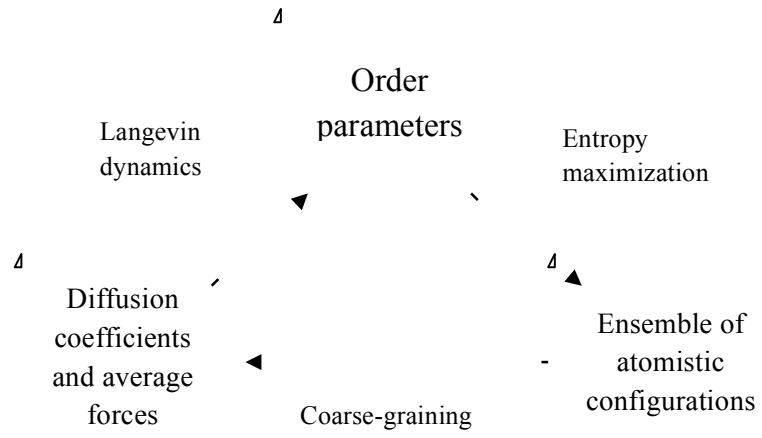 Order
parameters
Langevin
dynamics
Entropy
maximization
Diffusion
coefficients
and average
forces
Ensemble of
atomistic
configurations
Coarse-graining